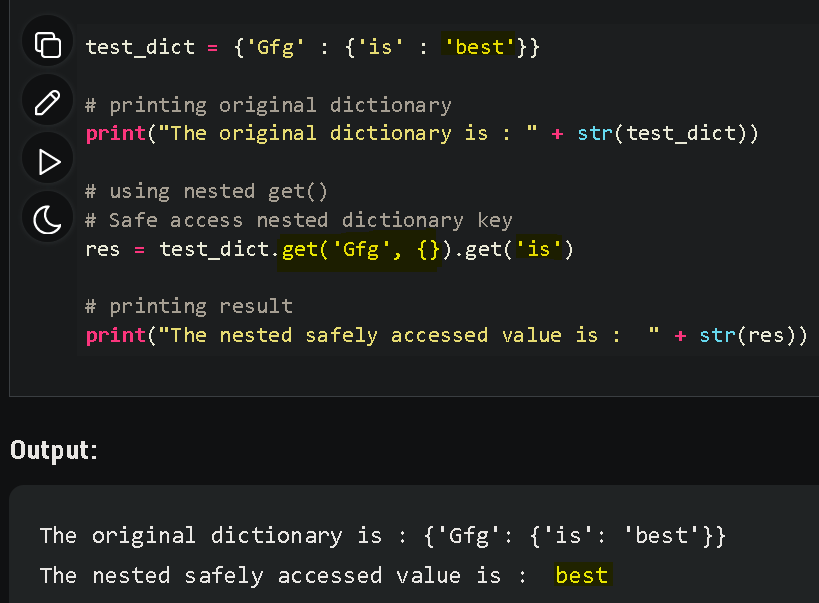 test_dict = {'Gfg' : {'is' : 'best'}}
# printing original dictionary
print("The original dictionary is : " + str(test_dict))
# using nested get()
# Safe access nested dictionary key
res = test_dict.get('Gfg', {}).get('is')
# printing result
print("The nested safely accessed value is :  " + str(res))
Output:
The original dictionary is : {'Gfg': {'is': 'best'}}
The nested safely accessed value is :  best